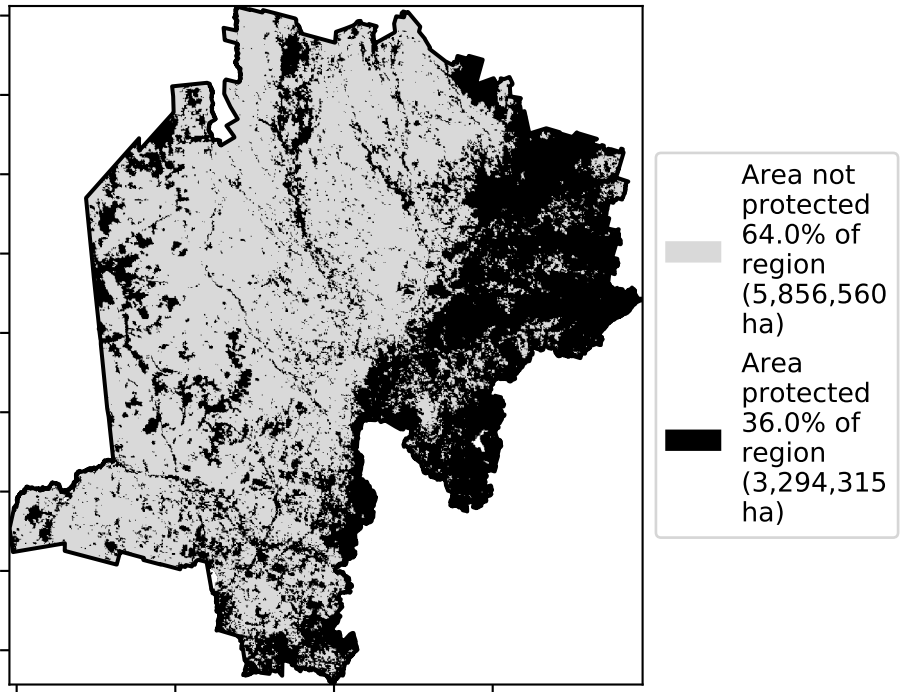 Area not
protected
64.0% of
region
(5,856,560
ha)
Area
protected
36.0% of
region
(3,294,315
ha)